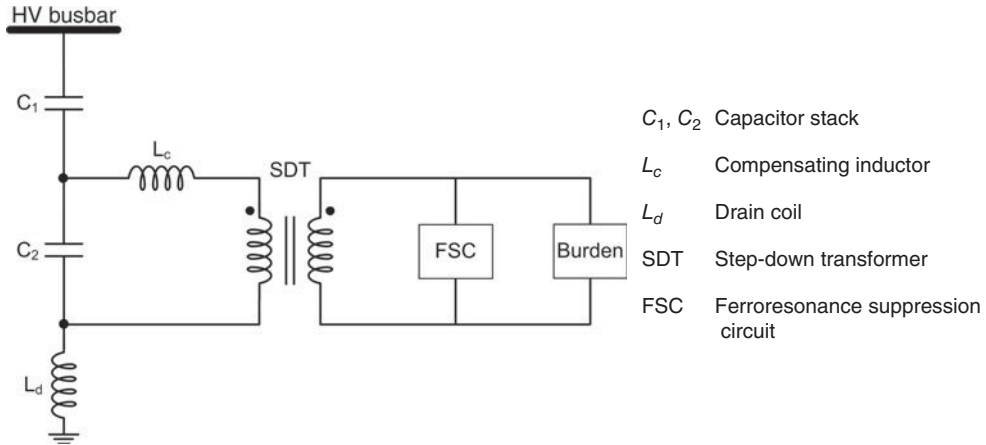 HV busbar
C1
Lc
SDT
C2
FSC
Burden
Ld
C1, C2 Capacitor stack
Lc Compensating inductor
Ld Drain coil
SDT Step-down transformer
FSC Ferroresonance suppression
circuit